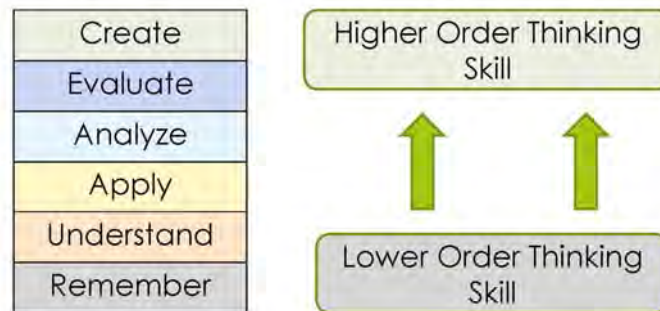 Create
Evaluate
Analyze
Apply
Understand
Remember
Higher Order Thinking
Skill
Lower Order Thinking
Skill